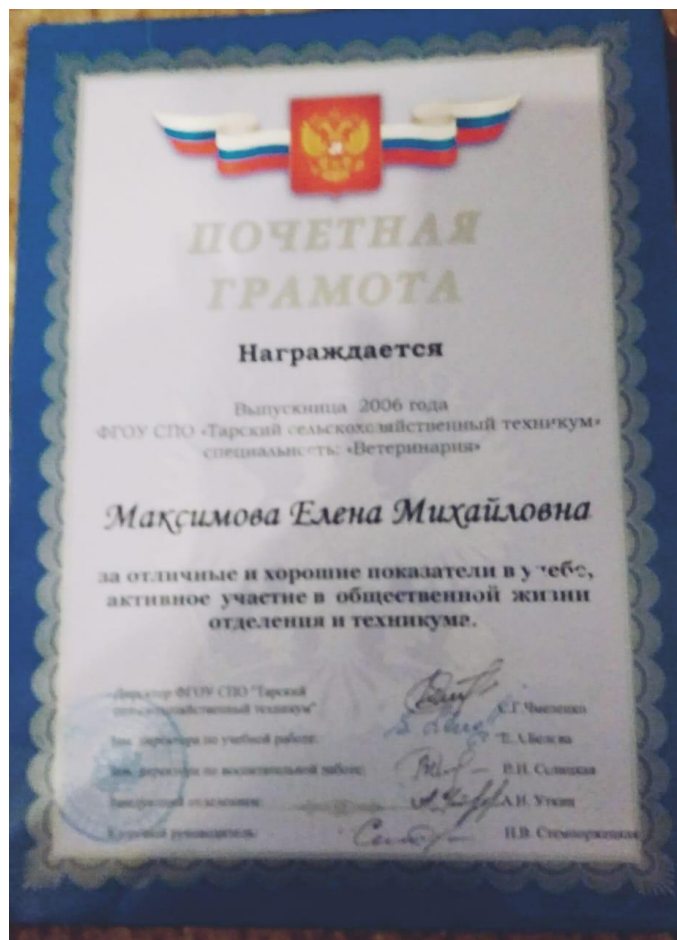 ПОЧЕТНАЯ
ГРАМОТА
Награждается
Выпускница 2006 года
ФГОУ СПО «Тарский сельскохозяйственный техникум»
специальность: «Ветеринария»
Максимова Елена Михайловна
за отличные и хорошие показатели в учебе,
активное участие в общественной жизни
отделения и техникума.
Директор ФГОУ СПО "Тарский
сельскохозяйственный техникум"
С.Г.
Зам. директора по учебной работе:
Зам. директора по воспитательной работе:
В.И.
Заведующий отделением:
А.И. Уткин
Классный руководитель:
Н.В.